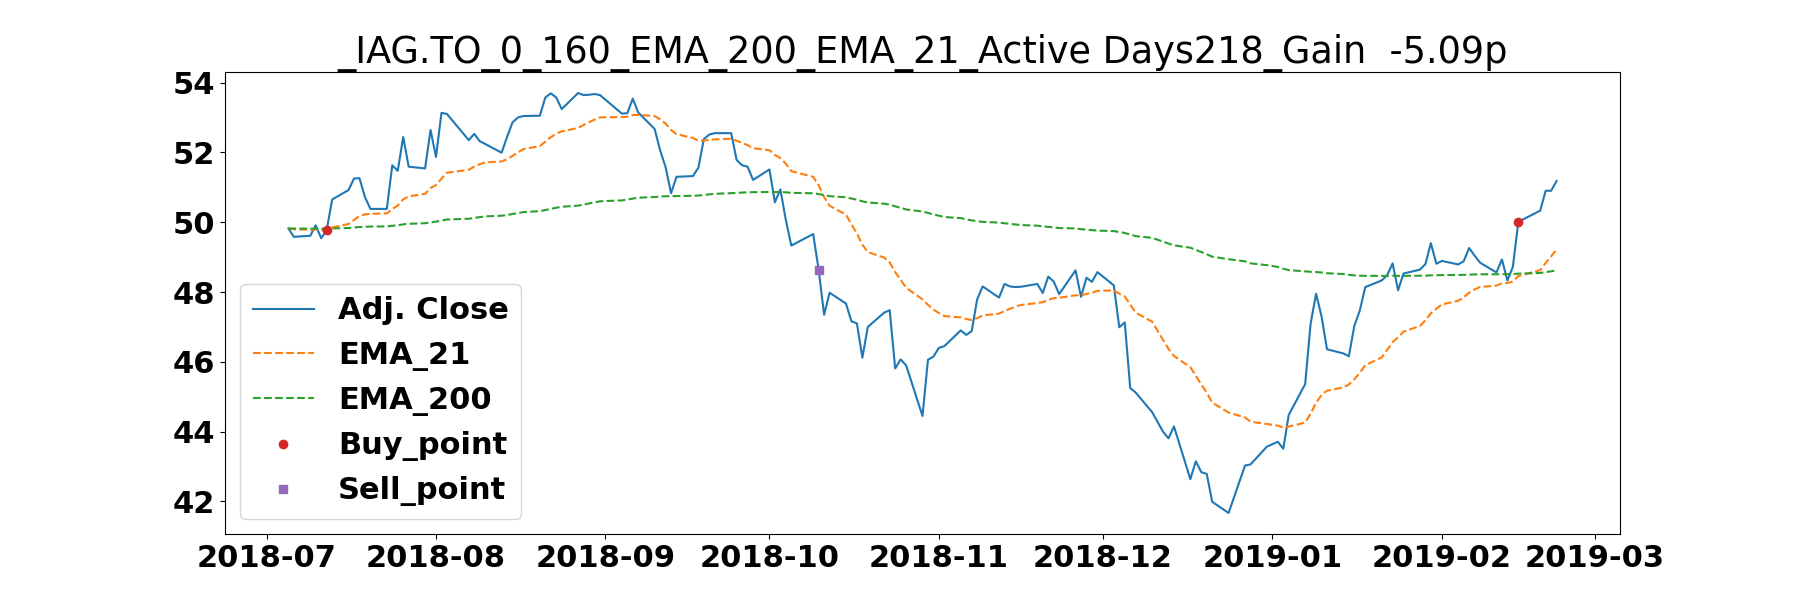 _IAG.TO_0_160_EMA_200_EMA_21_Active Days218_Gain  -5.09p
54
52
50
48
46
44
42
Adj. Close
EMA_21
EMA_200
Buy_point
Sell_point
2018-07 2018-08 2018-09 2018-10 2018-11 2018-12 2019-01 2019-02 2019-03